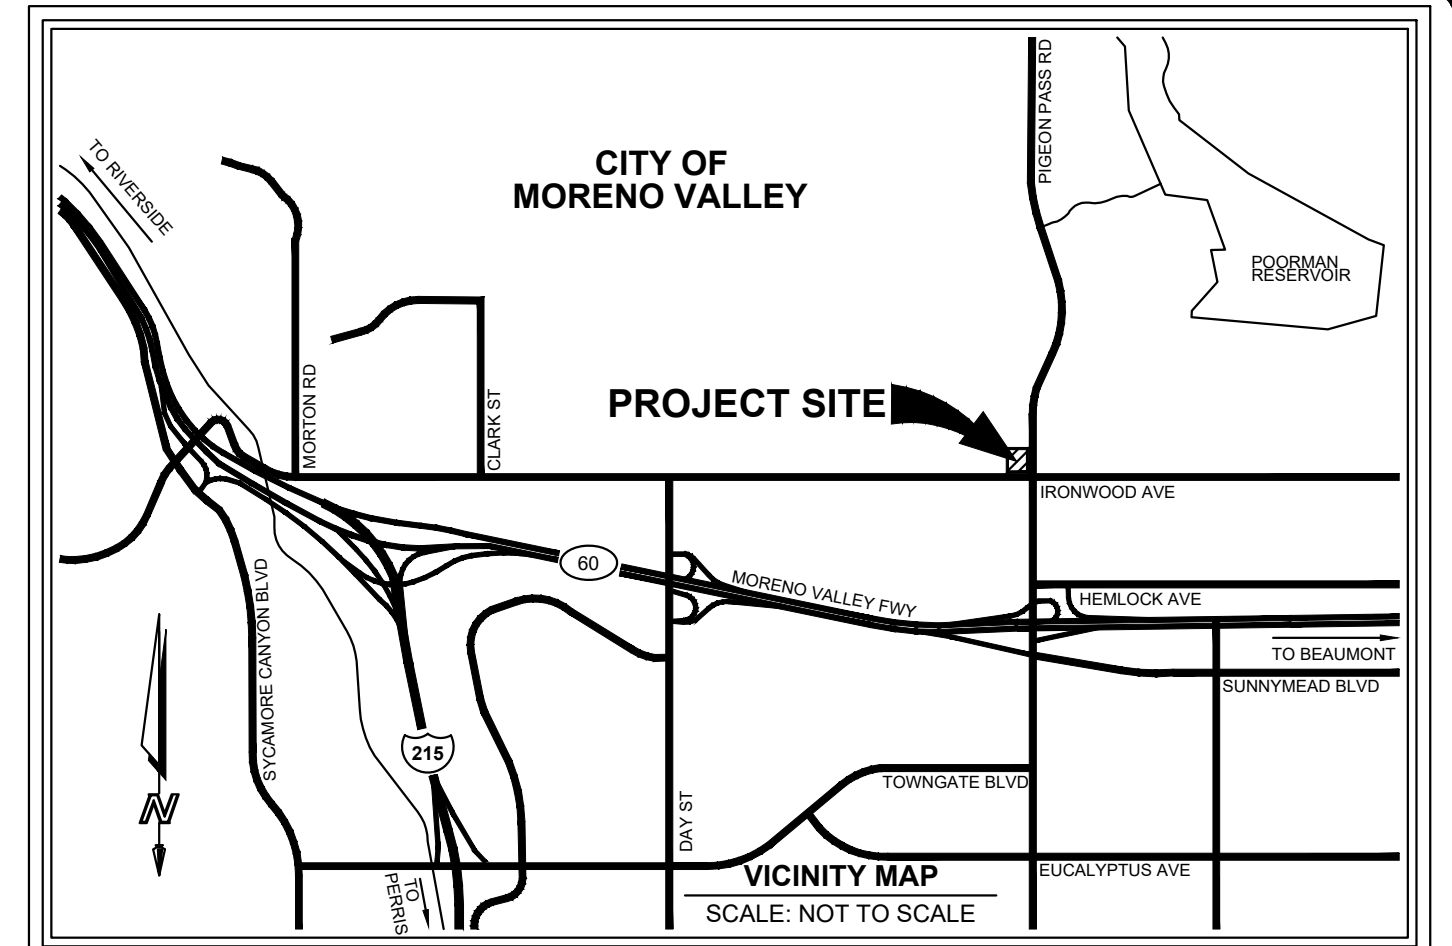 CITY OF
MORENO VALLEY
PIGEON PASS RD
TO RIVERSIDE
POORMAN
RESERVOIR
MORTON RD
CLARK ST
PROJECT SITE
IRONWOOD AVE
60
MORENO VALLEY FWY
HEMLOCK AVE
TO BEAUMONT
SUNNYMEAD BLVD
SYCAMORE CANYON BLVD
215
N
TOWNGATE BLVD
DAY ST
EUCALYPTUS AVE
TO
PERRIS
VICINITY MAP
SCALE: NOT TO SCALE